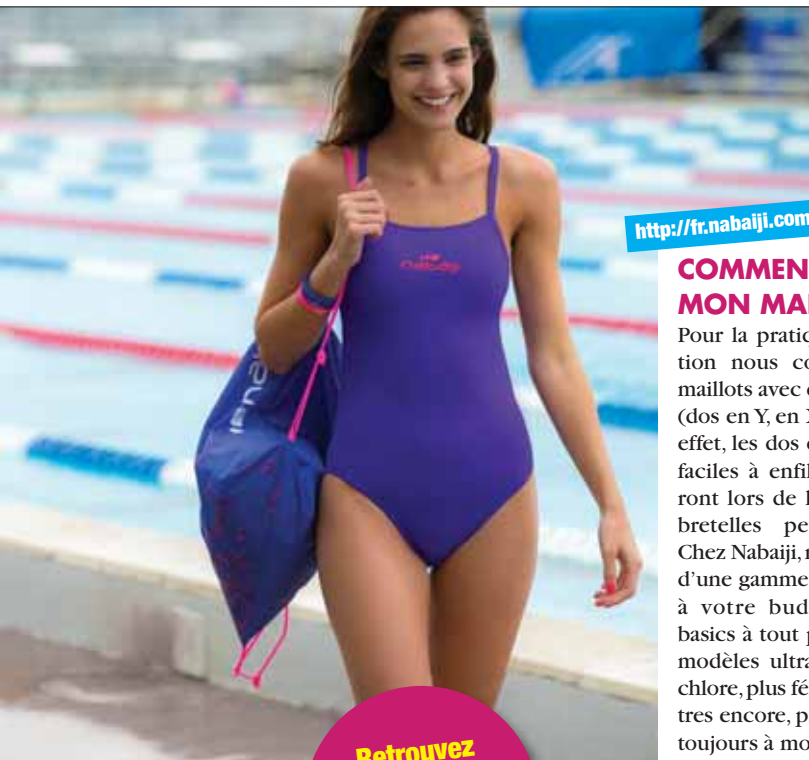 http://fr.nabaiji.com
COMMEN
MON MAI
Pour la pratiq
tion nous co
maillots avec d
(dos en Y, en X
effet, les dos o
faciles à enfil
ront lors de l
bretelles pe
Chez Nabaiji, n
d'une gamme
à votre bud
basics à tout p
modèles ultra
chlore, plus fé
tres encore, p
toujours à mo
Retrouvez